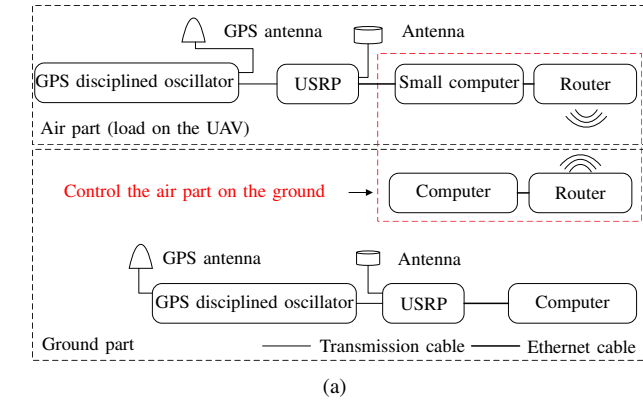 GPS antenna
Antenna
GPS disciplined oscillator
USRP
Small computer
Router
Air part (load on the UAV)
Control the air part on the ground
Computer
Router
GPS antenna
Antenna
GPS disciplined oscillator
USRP
Computer
Ground part
Transmission cable
Ethernet cable
(a)